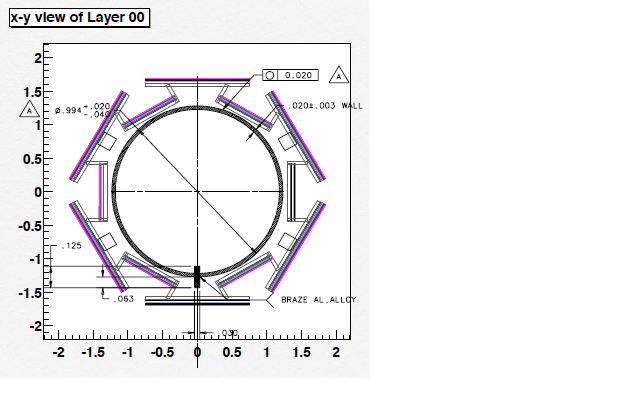 x-y view of Layer 00
2
1.5
1
0.5
0
-0.5
-1
-1.5
-2
-2 -1.5 -1 -0.5 0 0.5 1 1.5 2
0.020
A
A
Ø.994 +.020 -.040
.020±.003 WALL
.125
.063
BRAZE AL.ALLOY
.030